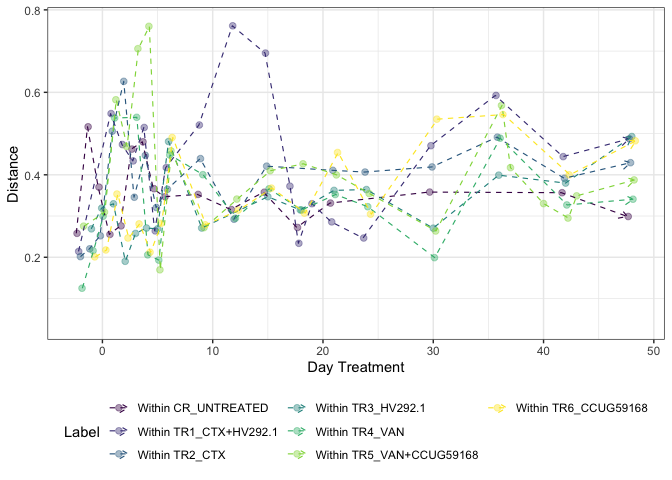 0.8
0.6
0.4
0.2
Distance
0
10
20
30
40
50
Day Treatment
Label
Within CR_UNTREATED
Within TR1_CTX+HV292.1
Within TR2_CTX
Within TR3_HV292.1
Within TR4_VAN
Within TR5_VAN+CCUG59168
Within TR6_CCUG59168